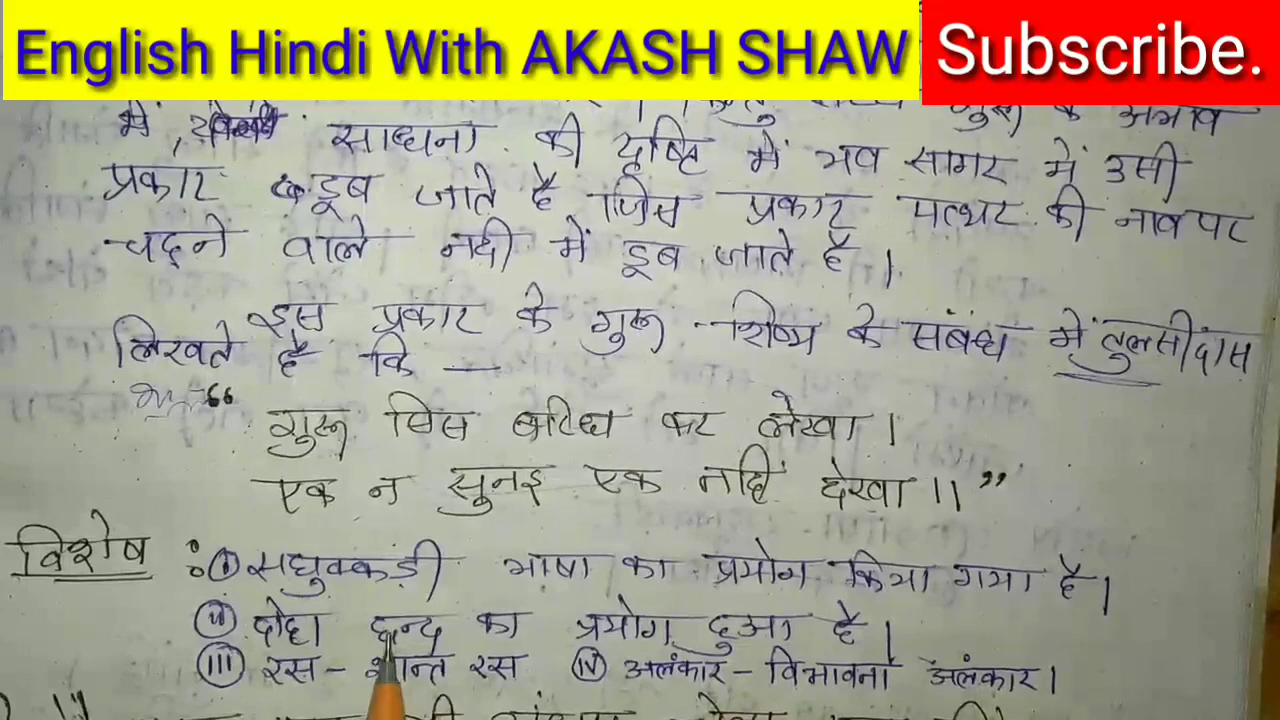 English Hindi With AKASH SHAW Subscribe.
गुरू के अभाव
में, साधना की दृष्टि में भव सागर में उसी
प्रकार डूब जाते है जिस प्रकार पत्थर की नाव पर
चढ़ने वाले नदी में डूब जाते है।
इस प्रकार के गुरू - शिष्य के संबंध में तुलसीदास
लिखते है कि —
गुरू सिस बधिर कर लेखा।
एक न सुनइ एक नहिं देखा॥”
विशेष : (i) सधुक्कड़ी भाषा का प्रयोग किया गया है।
(ii) दोहा छन्द का प्रयोग हुआ है।
(iii) रस - शान्त रस (iv) अलंकार - विभावना अलंकार।